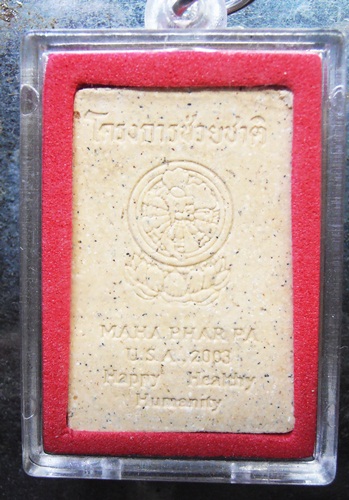 โครงการช่วยชาติ
MAHA PHAR PA
U.S.A. 2003
Happy Healthy
Humanity